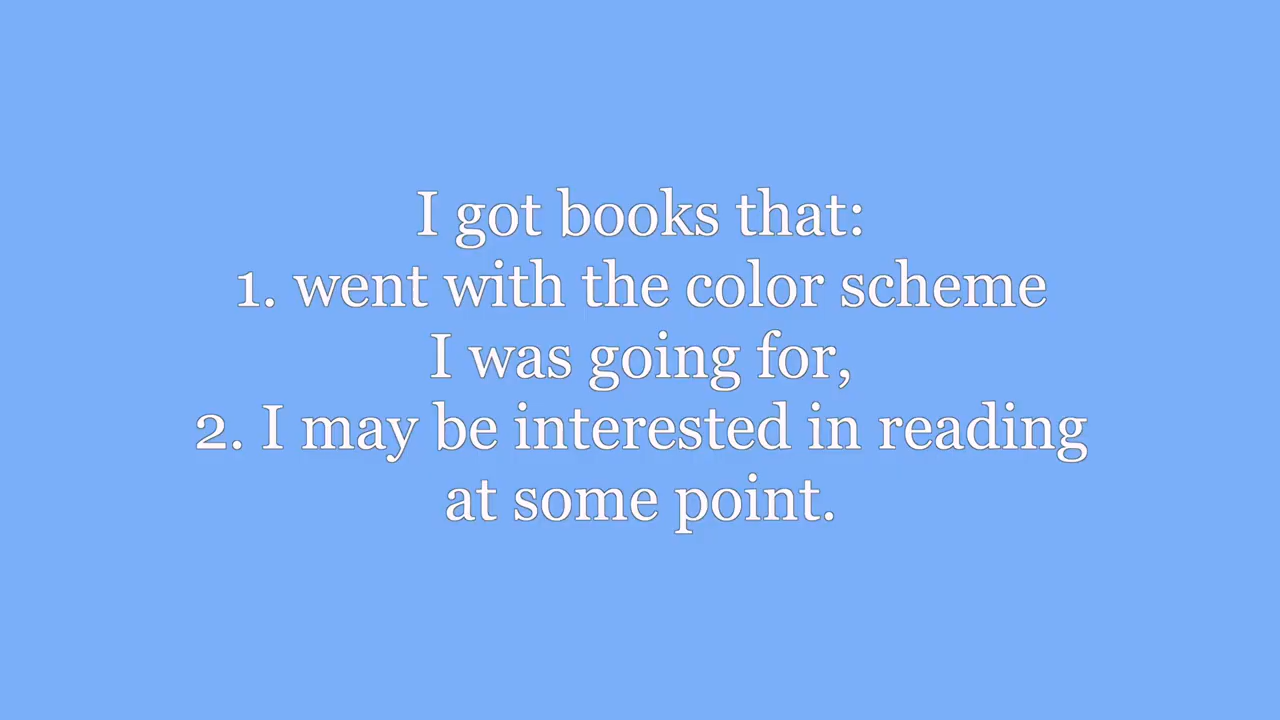 I got books that:
1. went with the color scheme
I was going for,
2. I may be interested in reading
at some point.